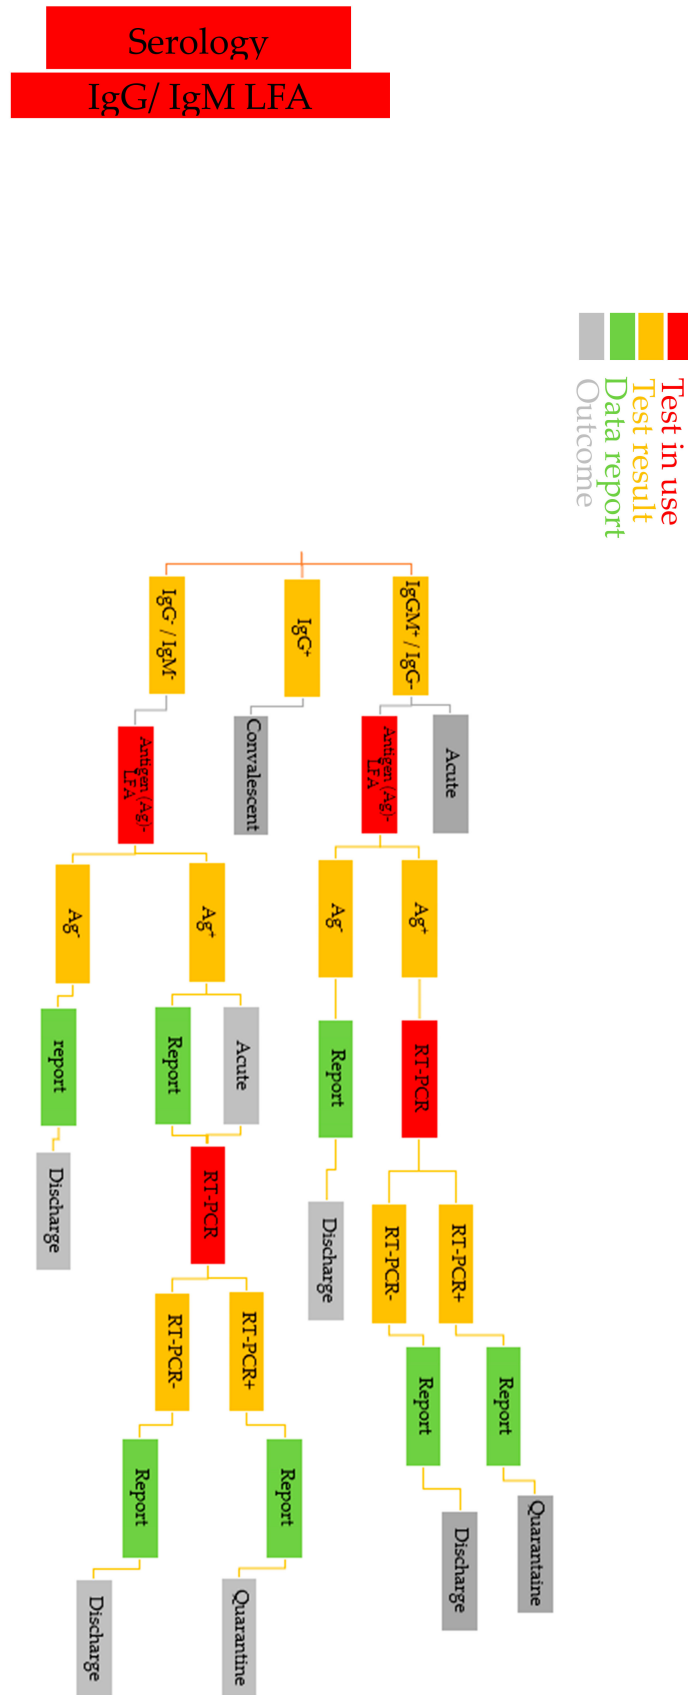 Serology
IgG/ IgM LFA
Test in use
Test result
Data report
Outcome
IgGM⁺ / IgG-
IgG⁺
IgG⁻ / IgM⁻
Acute
Antigen (Ag)-
LFA
Convalescent
Antigen (Ag)-
LFA
Ag⁺
Ag⁻
Ag⁺
Ag⁻
RT-PCR
Report
Acute
Report
report
RT-PCR+
RT-PCR-
Discharge
RT-PCR
Discharge
Report
Report
RT-PCR+
RT-PCR-
Quarantaine
Discharge
Report
Report
Quarantine
Discharge